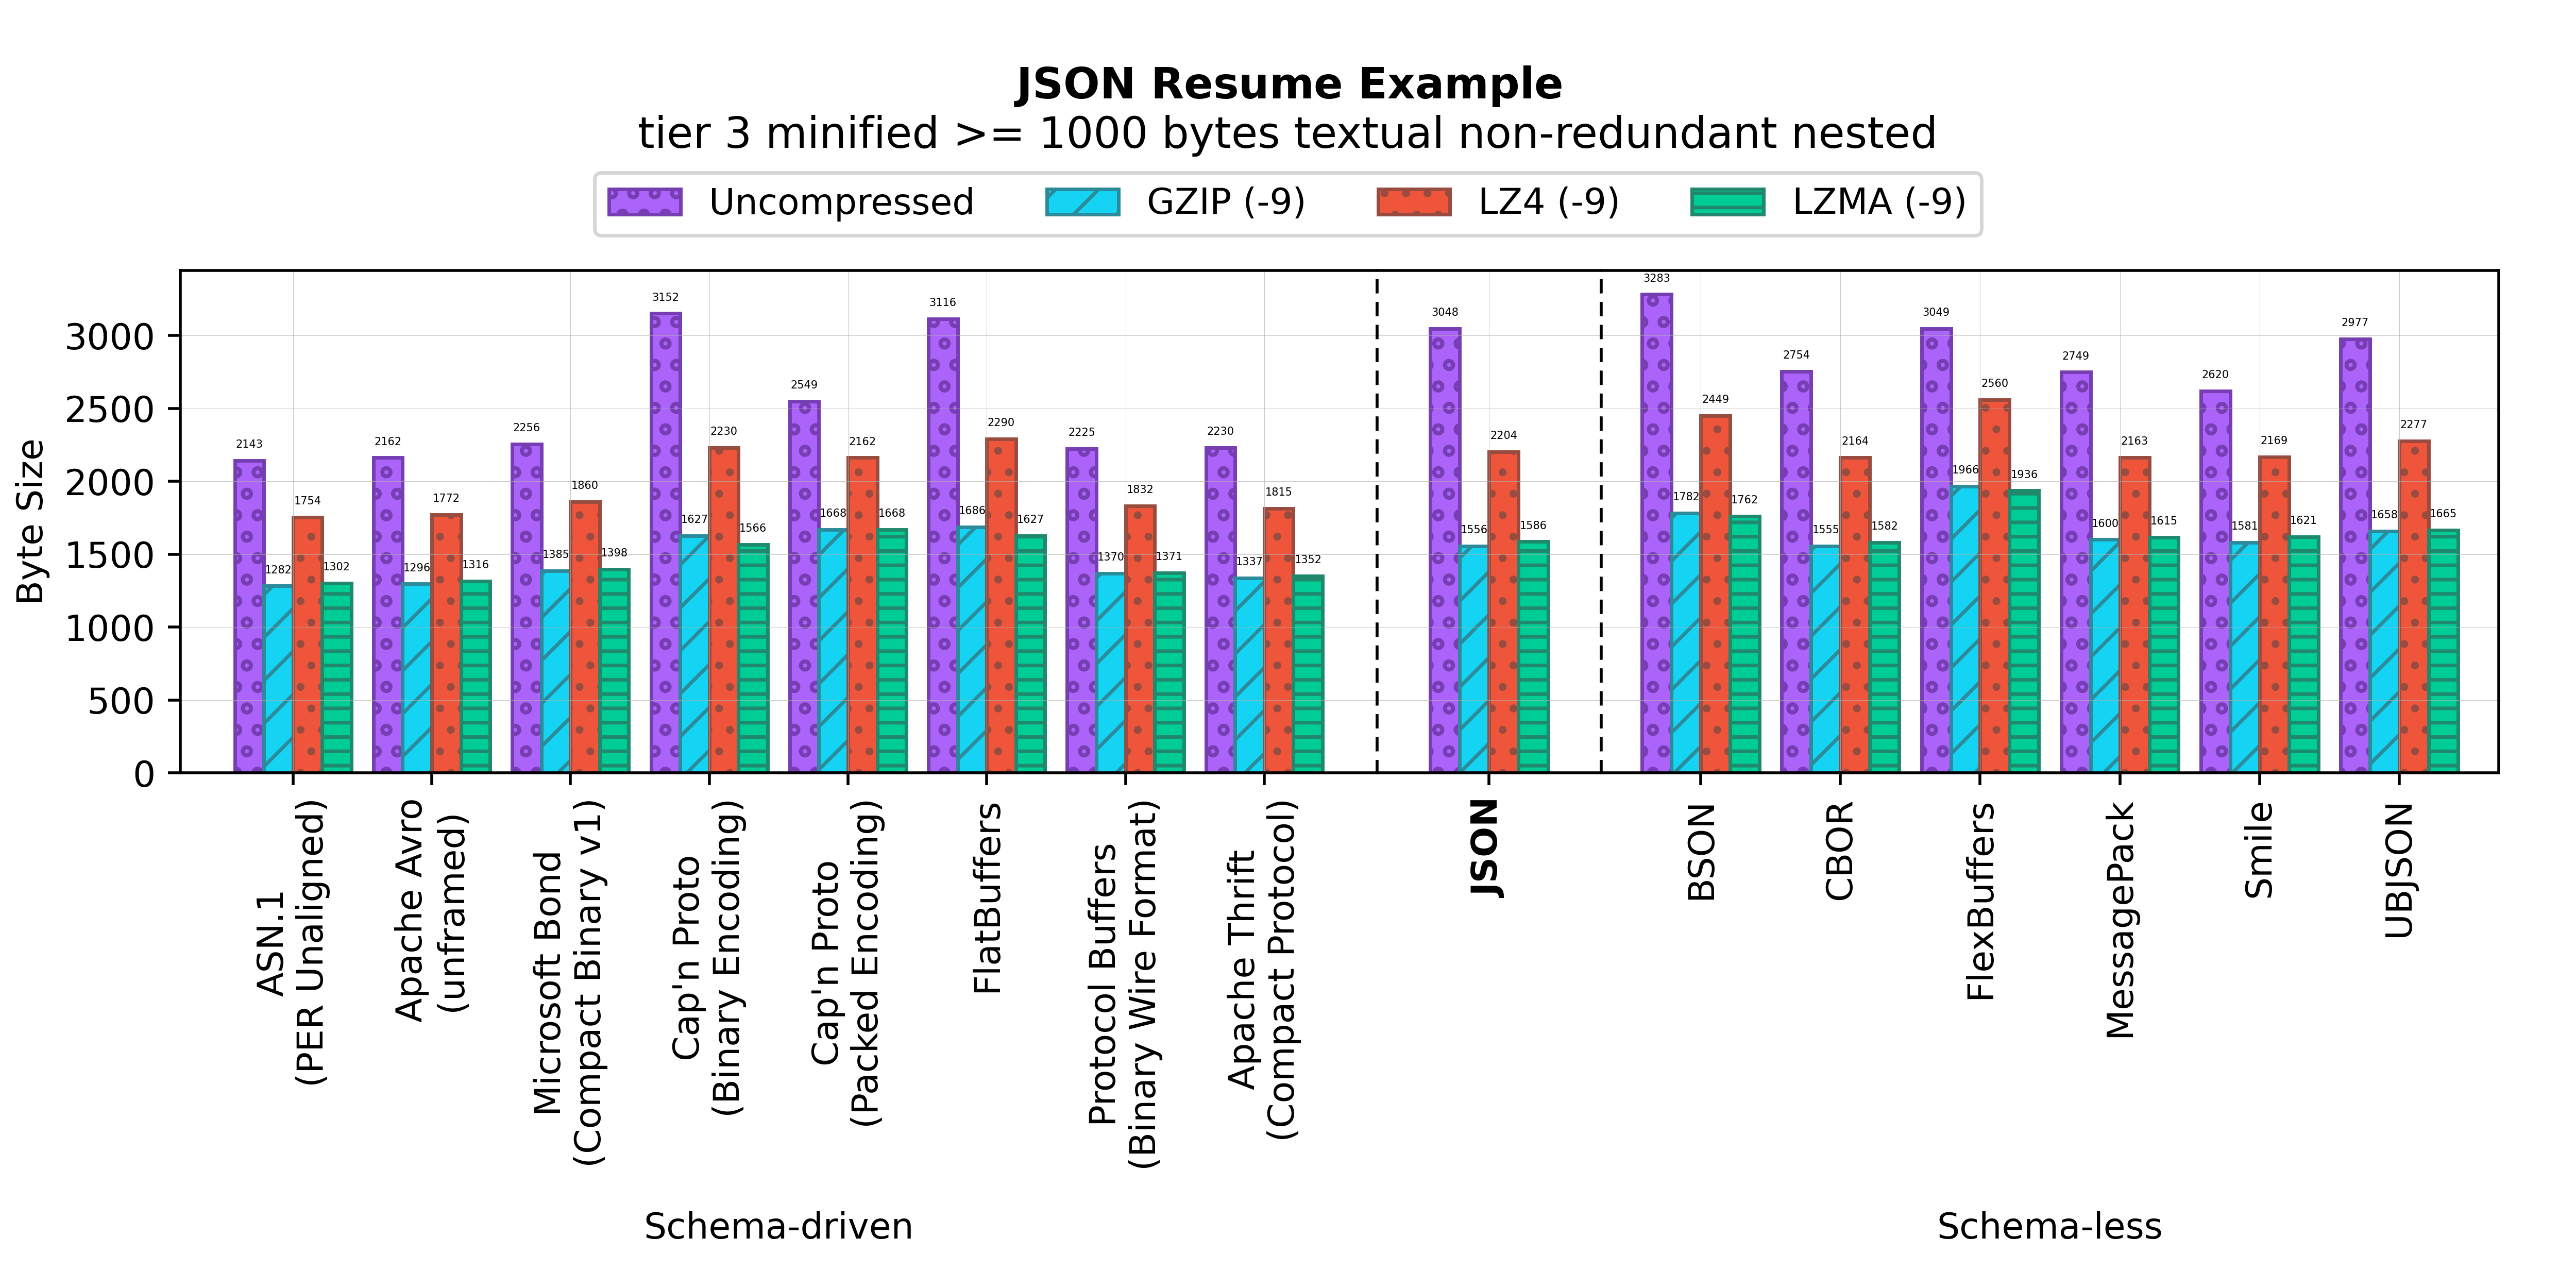 JSON Resume Example
tier 3 minified >= 1000 bytes textual non-redundant nested
Uncompressed
GZIP (-9)
LZ4 (-9)
LZMA (-9)
Byte Size
3000
2500
2000
1500
1000
500
0
2143
1282
1754
1302
2162
1296
1772
1316
2256
1385
1860
1398
3152
1627
2230
1566
2549
1668
2162
1668
3116
1686
2290
1627
2225
1370
1832
1371
2230
1337
1815
1352
3048
1556
2204
1586
3283
1782
2449
1762
2754
1555
2164
1582
3049
1966
2560
1936
2749
1600
2163
1615
2620
1581
2169
1621
2977
1658
2277
1665
ASN.1
(PER Unaligned)
Apache Avro
(unframed)
Microsoft Bond
(Compact Binary v1)
Cap'n Proto
(Binary Encoding)
Cap'n Proto
(Packed Encoding)
FlatBuffers
Protocol Buffers
(Binary Wire Format)
Apache Thrift
(Compact Protocol)
JSON
BSON
CBOR
FlexBuffers
MessagePack
Smile
UBJSON
Schema-driven
Schema-less